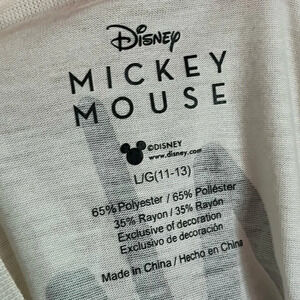 Disney
MICKEY
MOUSE
©DISNEY
www.disney.com
L/G(11-13)
65% Polyester / 65% Poliéster
35% Rayon / 35% Rayón
Exclusive of decoration
Exclusivo de decoración
Made in China / Hecho en China